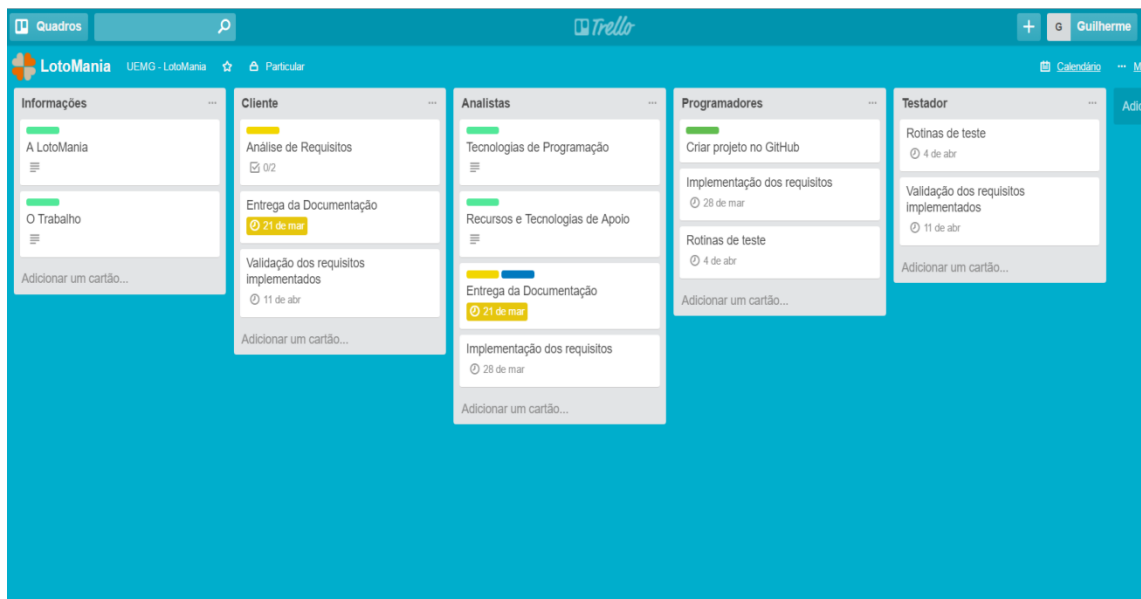 Quadros
Trello
+
G Guilherme
LotoMania UEMG - LotoMania Particular
Calendário ... M
Informações ...
A LotoMania
O Trabalho
Adicionar um cartão...
Cliente ...
Análise de Requisitos
0/2
Entrega da Documentação
21 de mar
Validação dos requisitos
implementados
11 de abr
Adicionar um cartão...
Analistas ...
Tecnologias de Programação
Recursos e Tecnologias de Apoio
Entrega da Documentação
21 de mar
Implementação dos requisitos
28 de mar
Adicionar um cartão...
Programadores ...
Criar projeto no GitHub
Implementação dos requisitos
28 de mar
Rotinas de teste
4 de abr
Adicionar um cartão...
Testador ...
Rotinas de teste
4 de abr
Validação dos requisitos
implementados
11 de abr
Adicionar um cartão...
Adic